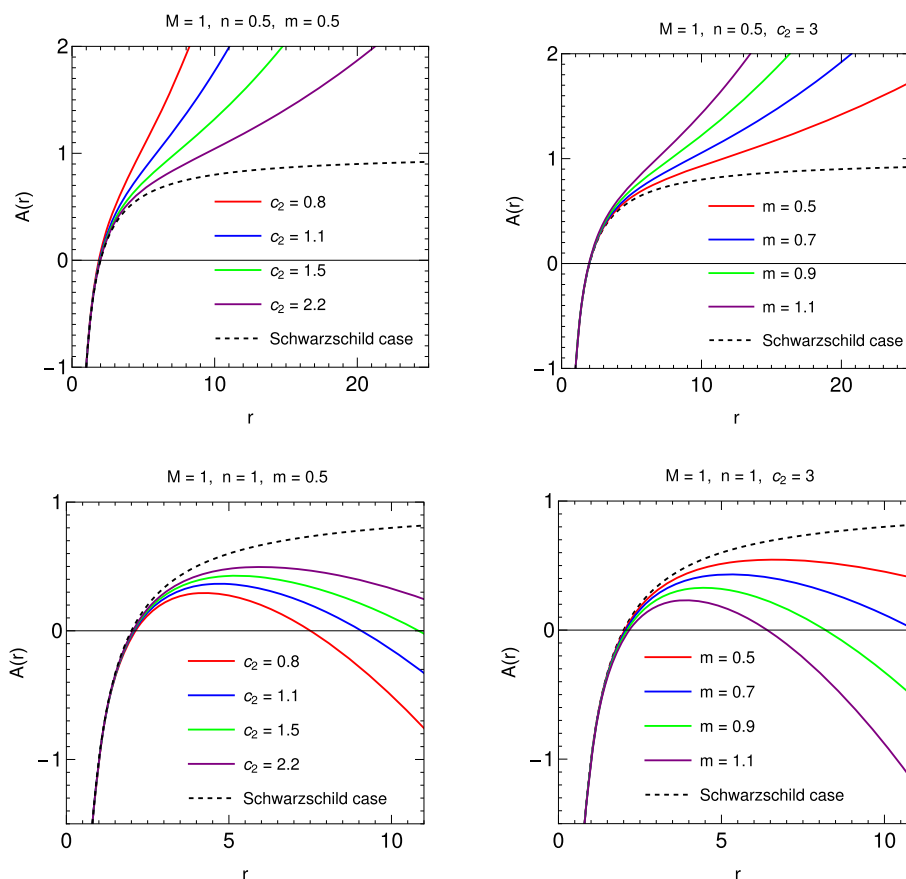 M = 1, n = 0.5, m = 0.5
A(r)
2
1
0
−1
c2 = 0.8
c2 = 1.1
c2 = 1.5
c2 = 2.2
Schwarzschild case
0 10 20
r
M = 1, n = 0.5, c2 = 3
A(r)
2
1
0
−1
m = 0.5
m = 0.7
m = 0.9
m = 1.1
Schwarzschild case
0 10 20
r
M = 1, n = 1, m = 0.5
A(r)
1
0
−1
c2 = 0.8
c2 = 1.1
c2 = 1.5
c2 = 2.2
Schwarzschild case
0 5 10
r
M = 1, n = 1, c2 = 3
A(r)
1
0
−1
m = 0.5
m = 0.7
m = 0.9
m = 1.1
Schwarzschild case
0 5 10
r